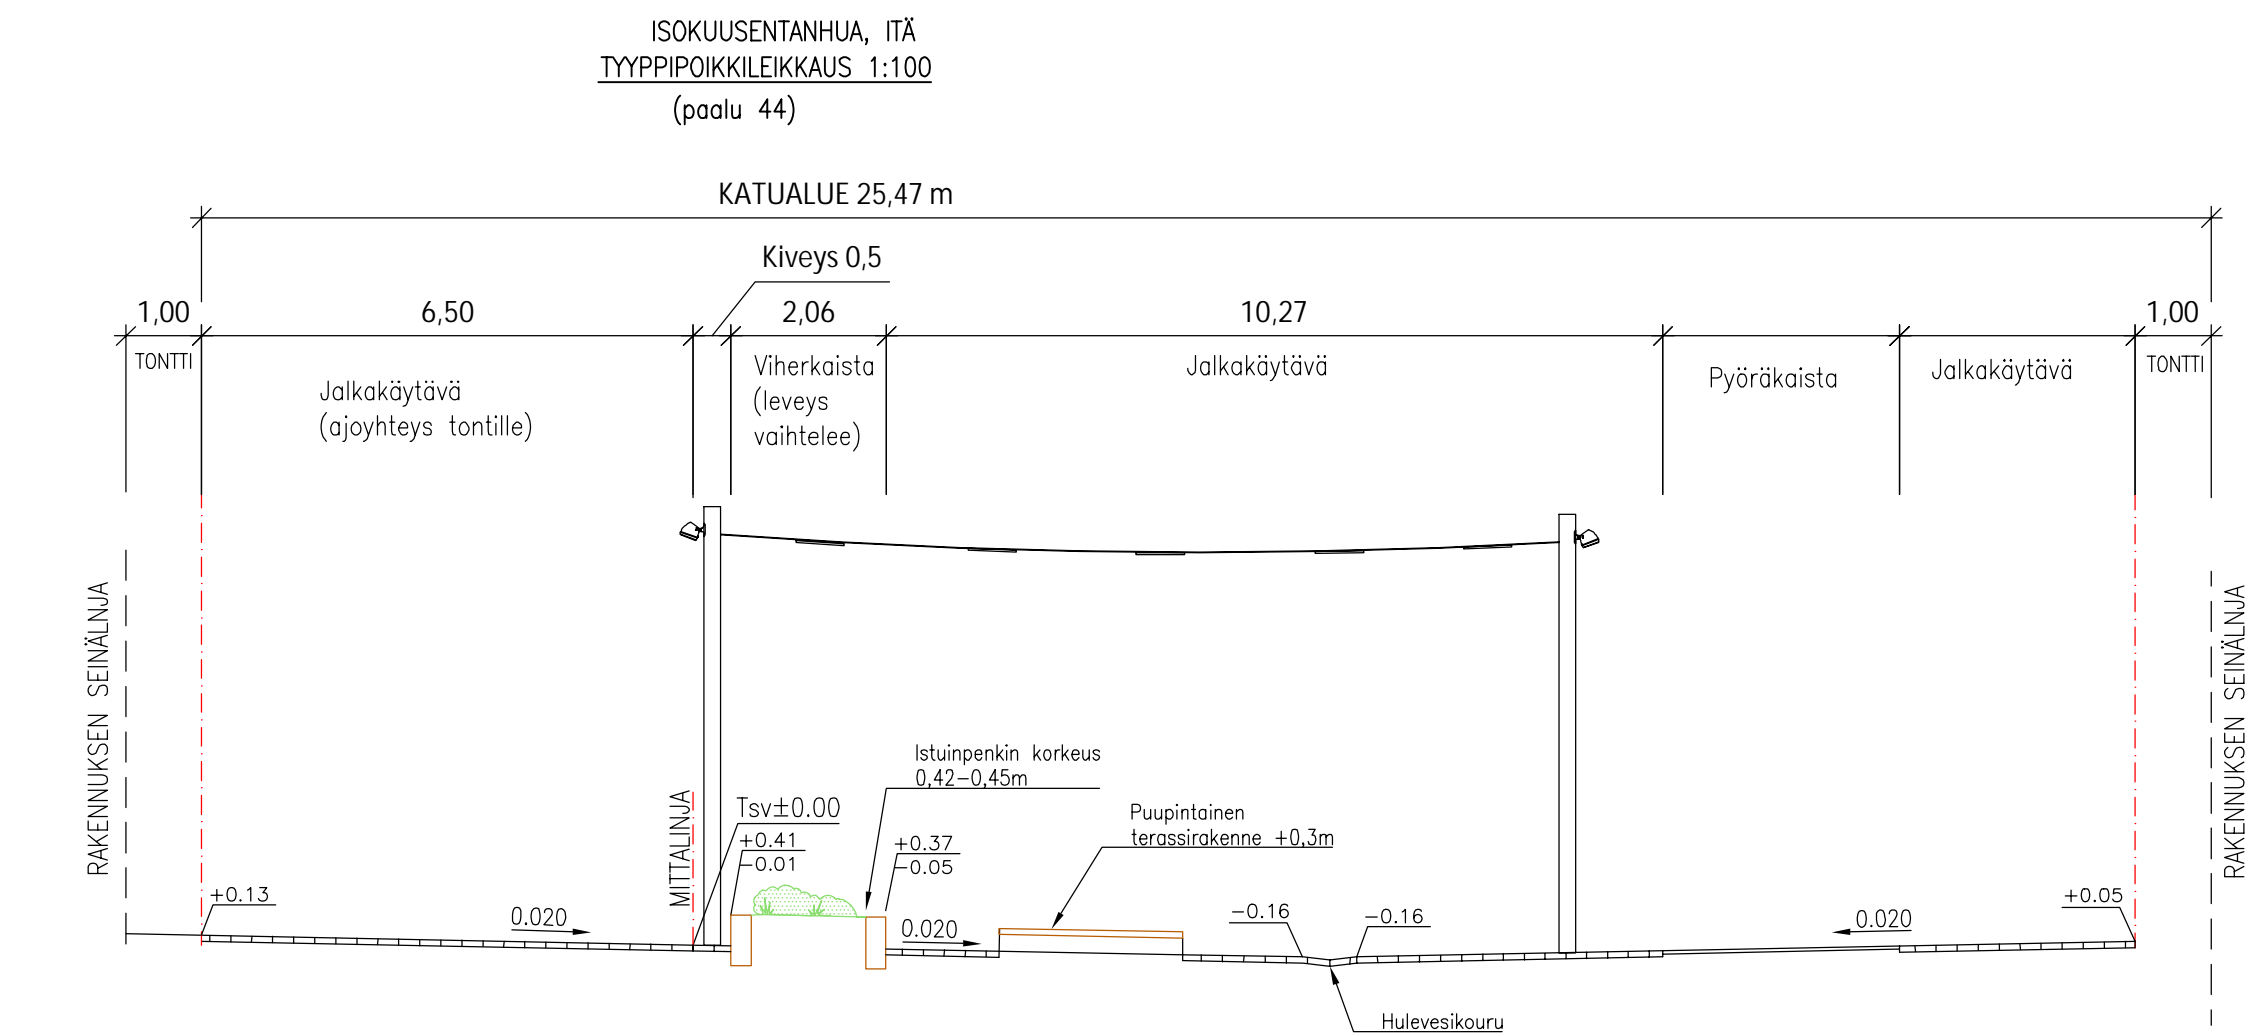 ISOKUUSENTANHUA, ITÄ
TYYPPIPOIKKILEIKKAUS 1:100
(paalu 44)
KATUALUE 25,47 m
Kiveys 0,5
1,00
6,50
2,06
10,27
1,00
TONTTI
Jalkakäytävä
(ajoyhteys tontille)
Viherkaista
(leveys
vaihtelee)
Jalkakäytävä
Pyöräkaista
Jalkakäytävä
TONTTI
RAKENNUKSEN SEINÄLNJA
MITTALINJA
Istuinpenkin korkeus
0,42-0,45m
Tsv±0.00
+0.41
-0.01
+0.37
-0.05
Puupintainen
terassirakenne +0,3m
+0.13
0.020
0.020
-0.16
-0.16
0.020
+0.05
Hulevesikouru
RAKENNUKSEN SEINÄLNJA